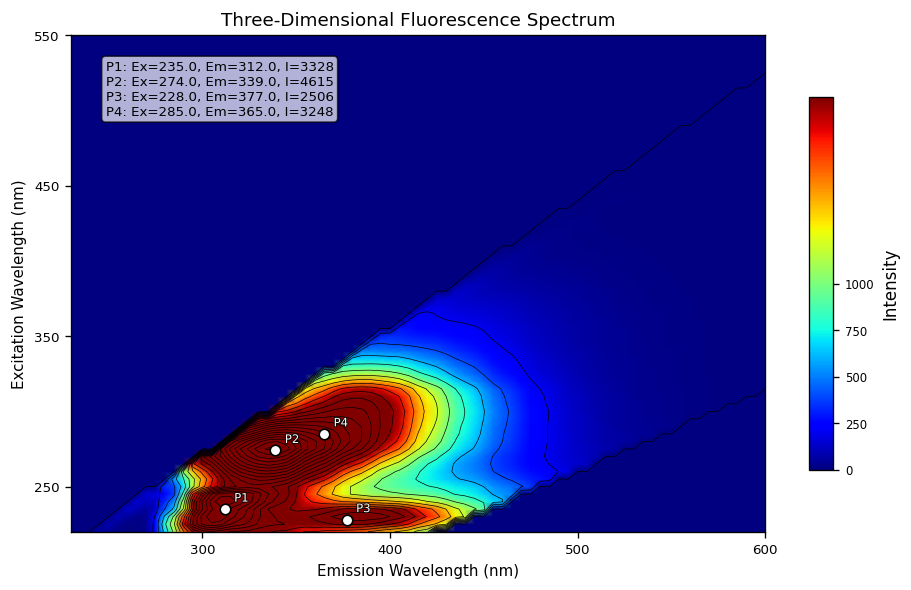 Three-Dimensional Fluorescence Spectrum
P1: Ex=235.0, Em=312.0, I=3328
P2: Ex=274.0, Em=339.0, I=4615
P3: Ex=228.0, Em=377.0, I=2506
P4: Ex=285.0, Em=365.0, I=3248
550
450
350
250
Excitation Wavelength (nm)
P4
P2
P1
P3
300
400
500
600
Emission Wavelength (nm)
1000
750
500
250
0
Intensity